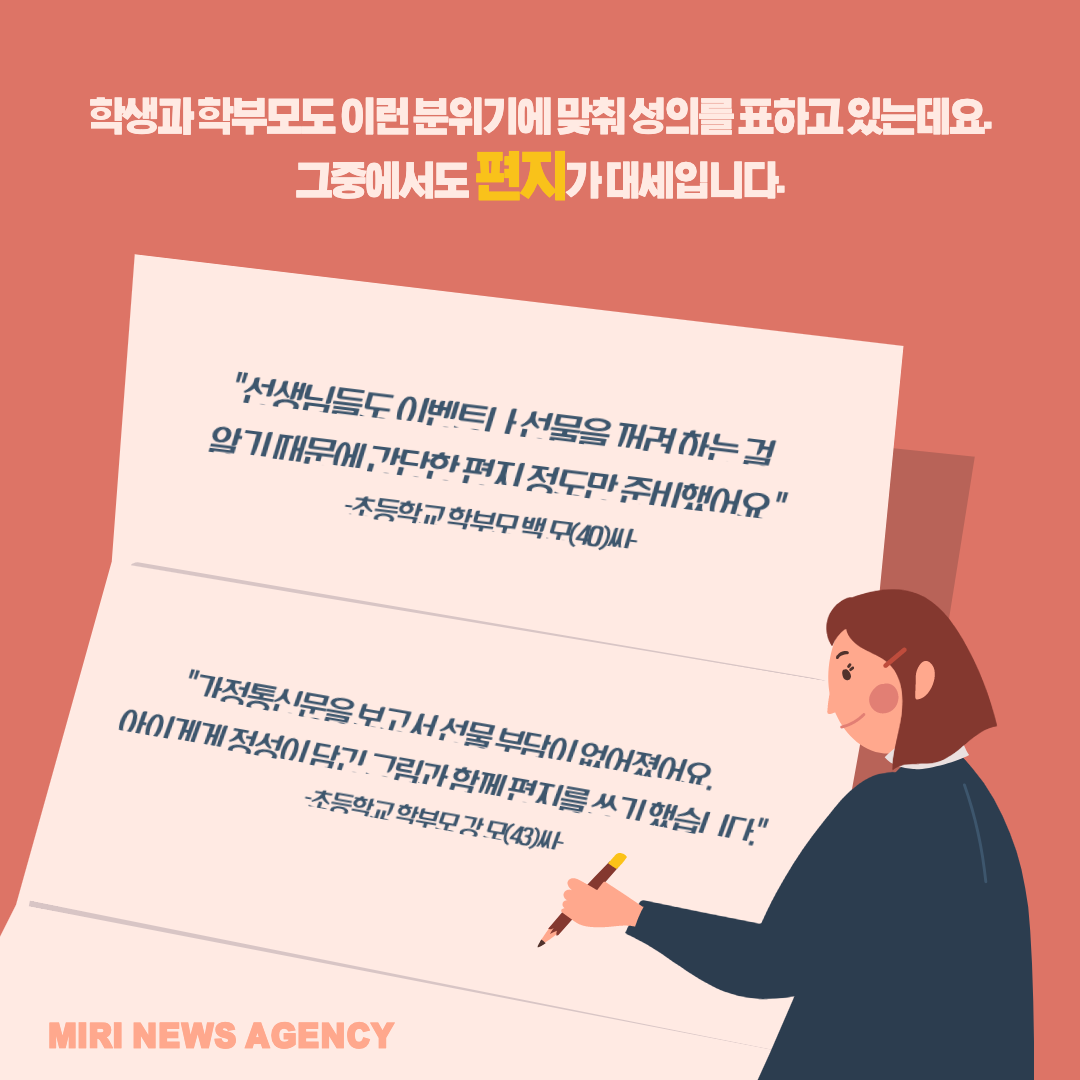 학생과 학부모도 이런 분위기에 맞춰 성의를 표하고 있는데요.
그중에서도 편지가 대세입니다.
"선생님들도 이벤트나 선물을 꺼려 하는 걸
알기 때문에 간단한 편지 정도만 준비했어요"
-초등학교 학부모 백 모(40)씨-
"가정통신문을 보고서 선물 부담이 없어졌어요.
아이에게 정성이 담긴 그림과 함께 편지를 쓰기 했습니다."
-초등학교 학부모 강 모(43)씨-
MIRI NEWS AGENCY